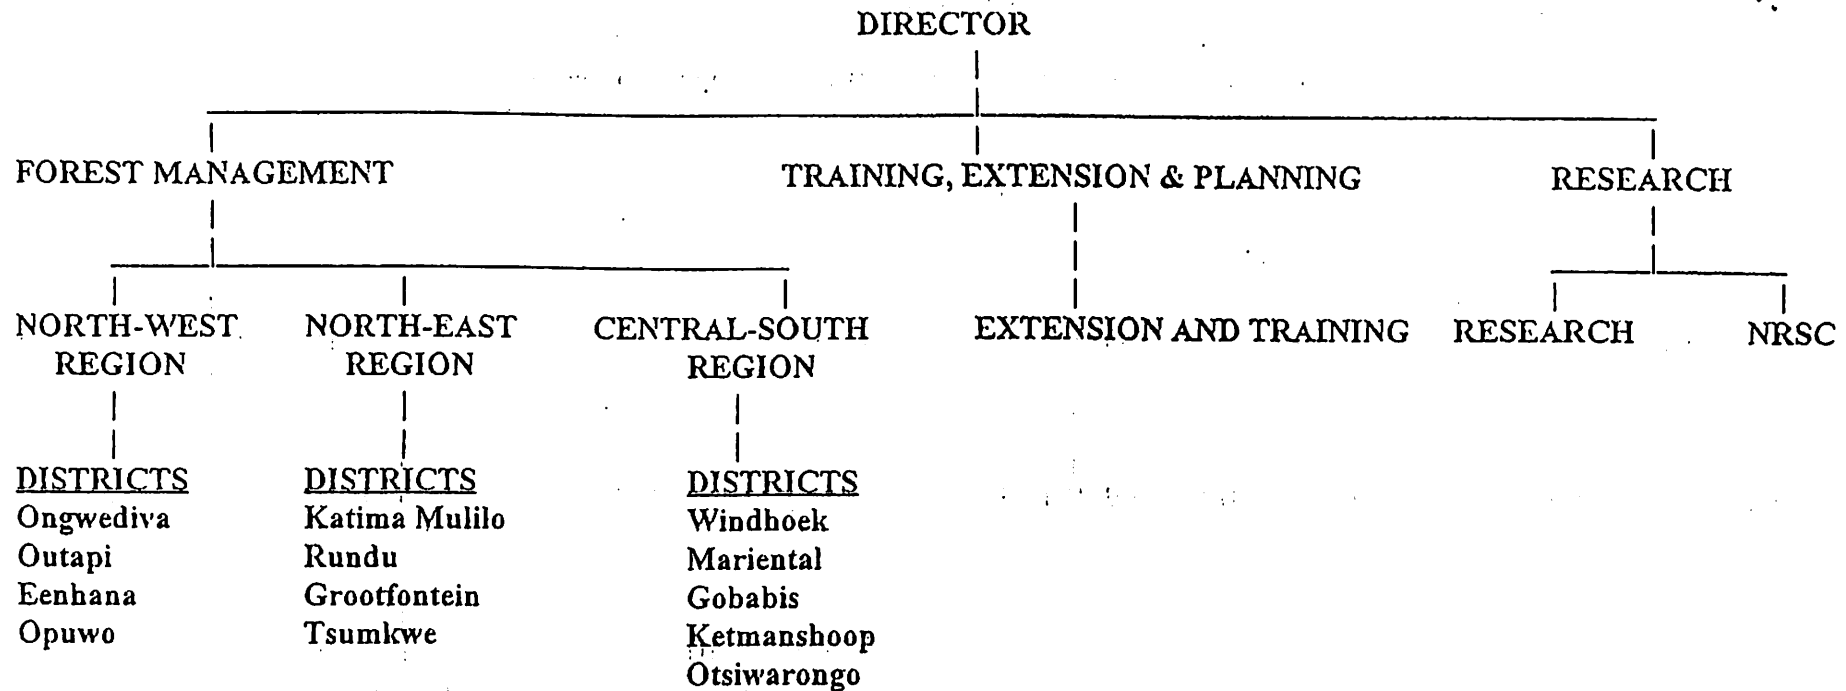 DIRECTOR
FOREST MANAGEMENT
TRAINING, EXTENSION & PLANNING
RESEARCH
NORTH-WEST REGION
NORTH-EAST REGION
CENTRAL-SOUTH REGION
EXTENSION AND TRAINING
RESEARCH
NRSC
DISTRICTS
Ongwediva
Outapi
Eenhana
Opuwo
DISTRICTS
Katima Mulilo
Rundu
Grootfontein
Tsumkwe
DISTRICTS
Windhoek
Mariental
Gobabis
Ketmanshoop
Otsiwarongo